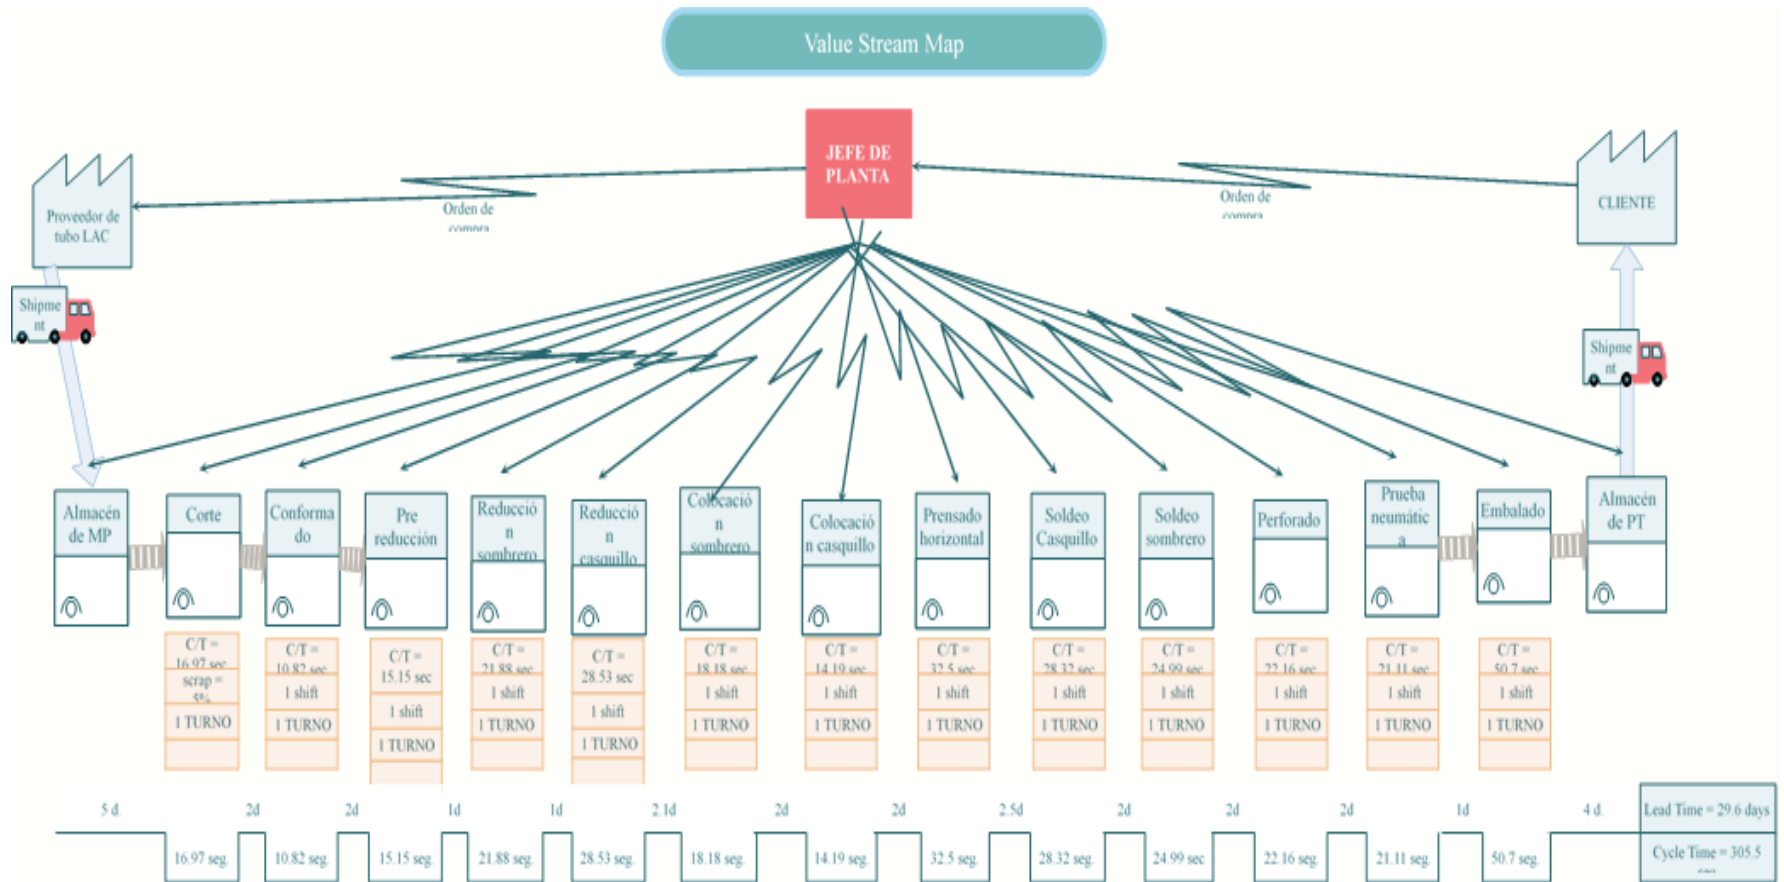 Value Stream Map
JEFE DE
PLANTA
Proveedor de
tubo LAC
Orden de
compra
Orden de
compra
CLIENTE
Shipme
nt
Shipme
nt
Almacén
de MP
Corte
Conforma
do
Pre
reducción
Reducció
n
sombrero
Reducció
n
casquillo
Colocació
n
sombrero
Colocació
n casquillo
Prensado
horizontal
Soldeo
Casquillo
Soldeo
sombrero
Perforado
Prueba
neumátic
a
Embalado
Almacén
de PT
C/T =
16.97 sec
scrap =
5%
1 TURNO
C/T =
10.82 sec
1 shift
1 TURNO
C/T =
15.15 sec
1 shift
1 TURNO
C/T =
21.88 sec
1 shift
1 TURNO
C/T =
28.53 sec
1 shift
1 TURNO
C/T =
18.18 sec
1 shift
1 TURNO
C/T =
14.19 sec
1 shift
1 TURNO
C/T =
32.5 sec
1 shift
1 TURNO
C/T =
28.32 sec
1 shift
1 TURNO
C/T =
24.99 sec
1 shift
1 TURNO
C/T =
22.16 sec
1 shift
1 TURNO
C/T =
21.11 sec
1 shift
1 TURNO
C/T =
50.7 sec
1 shift
1 TURNO
5 d. 2d 2d 1d 1d 2.1d 2d 2d 2.5d 2d 2d 2d 1d 4 d.
Lead Time = 29.6 days
16.97 seg. 10.82 seg. 15.15 seg. 21.88 seg. 28.53 seg. 18.18 seg. 14.19 seg. 32.5 seg. 28.32 seg. 24.99 sec 22.16 seg. 21.11 seg. 50.7 seg.
Cycle Time = 305.5